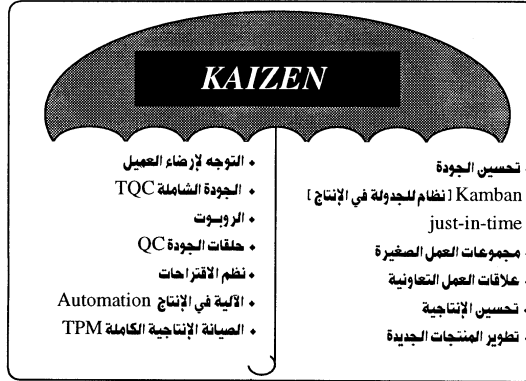 KAIZEN
• تحسين الجودة
Kamban [ نظام للجدولة في الإنتاج ]
just-in-time
• مجموعات العمل الصغيرة
• علاقات العمل التعاونية
• تحسين الإنتاجية
• تطوير المنتجات الجديدة
• التوجه لإرضاء العميل
• الجودة الشاملة TQC
• الروبوت
• حلقات الجودة QC
• نظم الاقتراحات
• الآلية في الإنتاج Automation
• الصيانة الإنتاجية الكاملة TPM